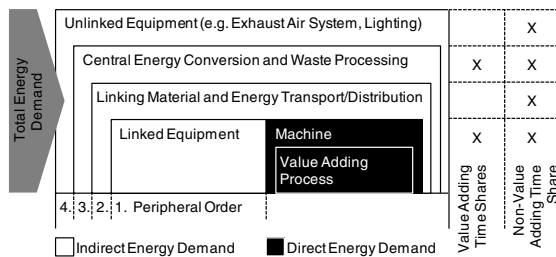 Total Energy
Demand
Unlinked Equipment (e.g. Exhaust Air System, Lighting)
X
Central Energy Conversion and Waste Processing
X X
Linking Material and Energy Transport/Distribution
X
Linked Equipment
Machine
X X
Value Adding
Process
4. 3. 2. 1. Peripheral Order
Value Adding
Time Shares
Non-Value
Adding Time
Share
Indirect Energy Demand
Direct Energy Demand